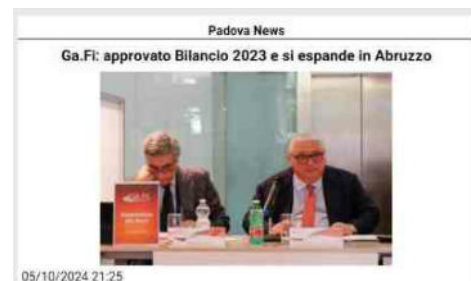 Padova News
Ga.Fi: approvato Bilancio 2023 e si espande in Abruzzo
05/10/2024 21:25